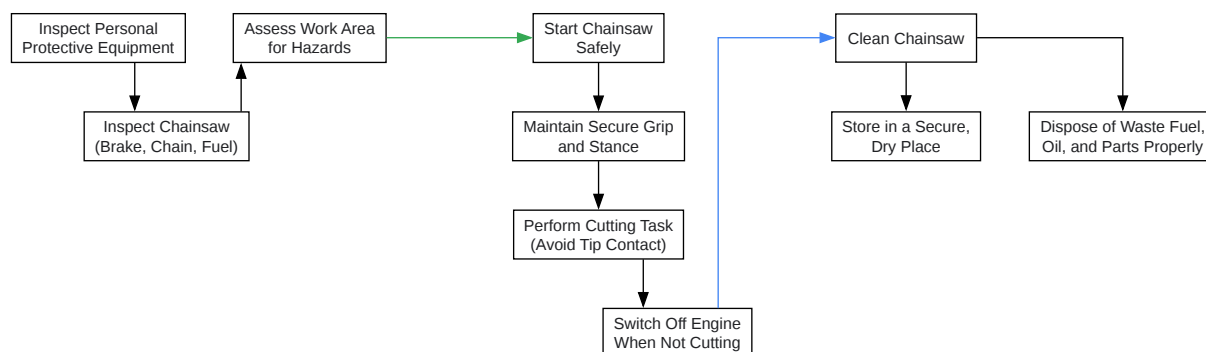 Inspect Personal
Protective Equipment
Inspect Chainsaw
(Brake, Chain, Fuel)
Assess Work Area
for Hazards
Start Chainsaw
Safely
Maintain Secure Grip
and Stance
Perform Cutting Task
(Avoid Tip Contact)
Switch Off Engine
When Not Cutting
Clean Chainsaw
Store in a Secure,
Dry Place
Dispose of Waste Fuel,
Oil, and Parts Properly